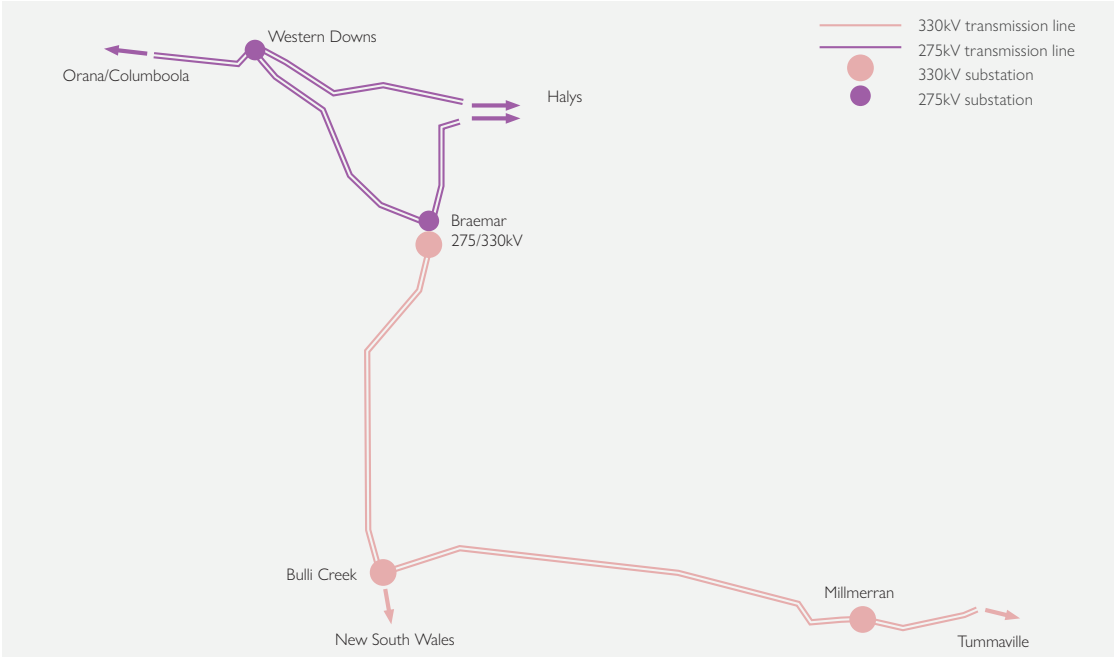 330kV transmission line
Western Downs
275kV transmission line
Orana/Columboola
330kV substation
Halys
275kV substation
Braemar
275/330kV
Bulli Creek
Millmerran
New South Wales
Tummaville